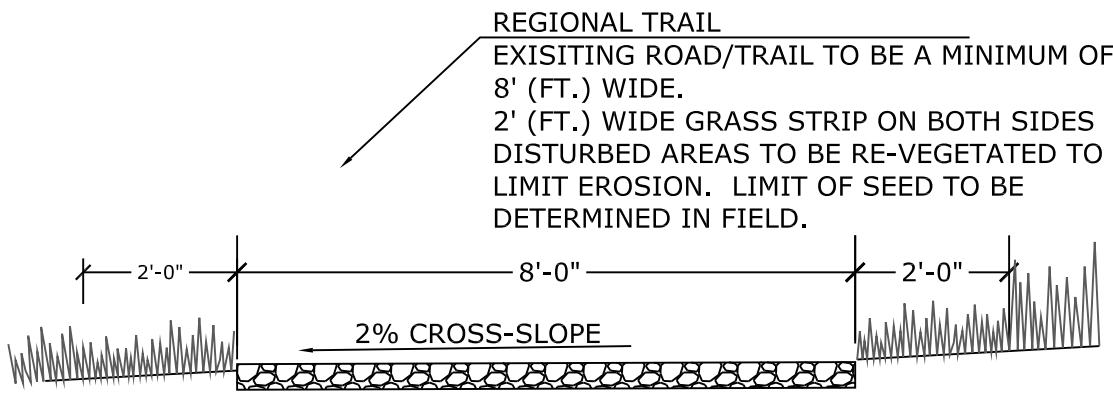 REGIONAL TRAIL
EXISITING ROAD/TRAIL TO BE A MINIMUM OF
8' (FT.) WIDE.
2' (FT.) WIDE GRASS STRIP ON BOTH SIDES
DISTURBED AREAS TO BE RE-VEGETATED TO
LIMIT EROSION. LIMIT OF SEED TO BE
DETERMINED IN FIELD.
2'-0" 8'-0" 2'-0"
2% CROSS-SLOPE